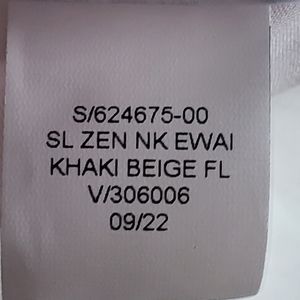 S/624675-00
SL ZEN NK EWAI
KHAKI BEIGE FL
V/306006
09/22